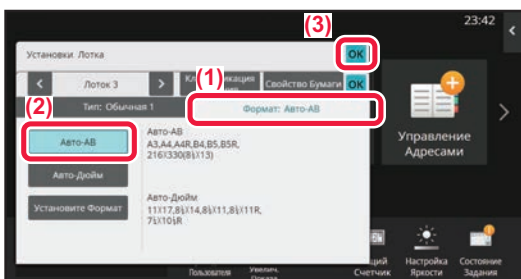 23:42
(3)
Установки Лотка
OK
(1)
Лоток 3
Свойство Бумаги
OK
(2)
Тип: Обычная 1
Формат: Авто-AB
Авто-AB
Авто-AB
A3,A4,A4R,B4,B5,B5R,
216X330(8½X13)
Авто-Дюйм
Установите Формат
Авто-Дюйм
11X17,8½X14,8½X11,8½X11R,
7¼X10½R
Управление
Адресами
Пользователя
Увелич.
Счетчик
Настройка
Яркости
Состояние
Задания